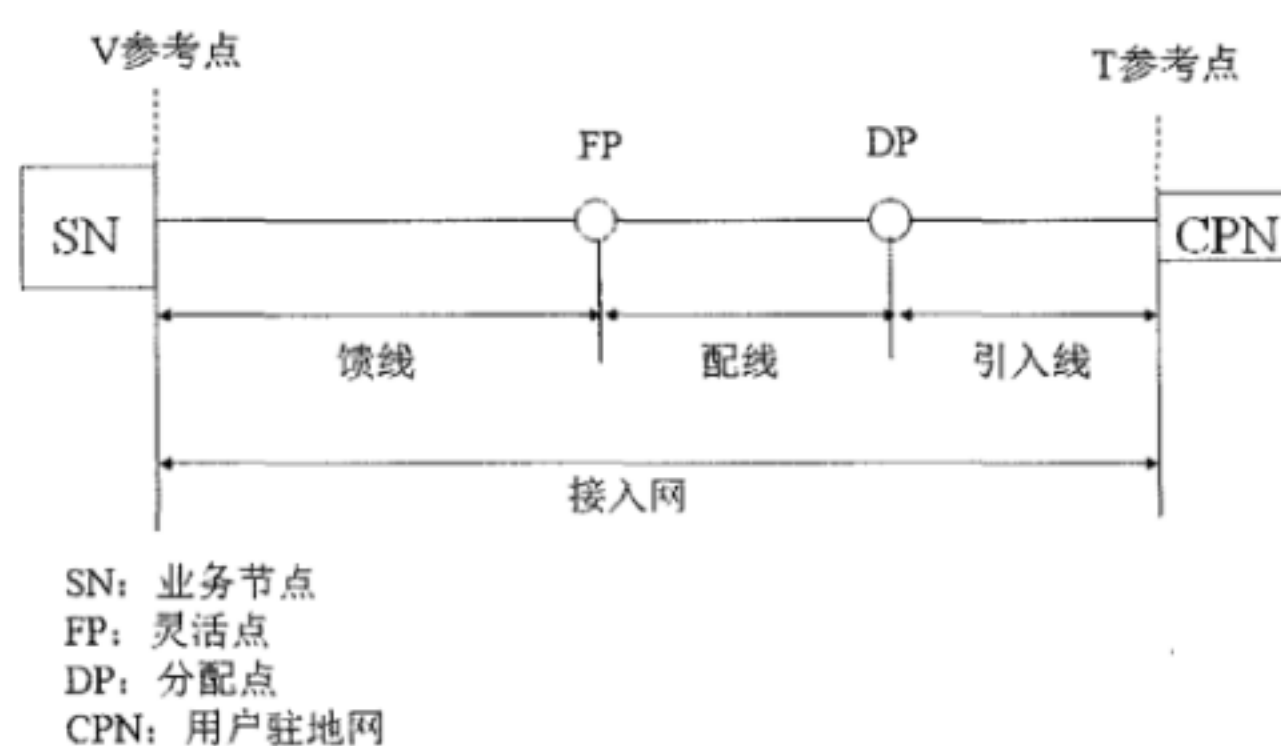 V参考点
T参考点
FP
DP
SN
CPN
馈线
配线
引入线
接入网
SN：业务节点
FP：灵活点
DP：分配点
CPN：用户驻地网